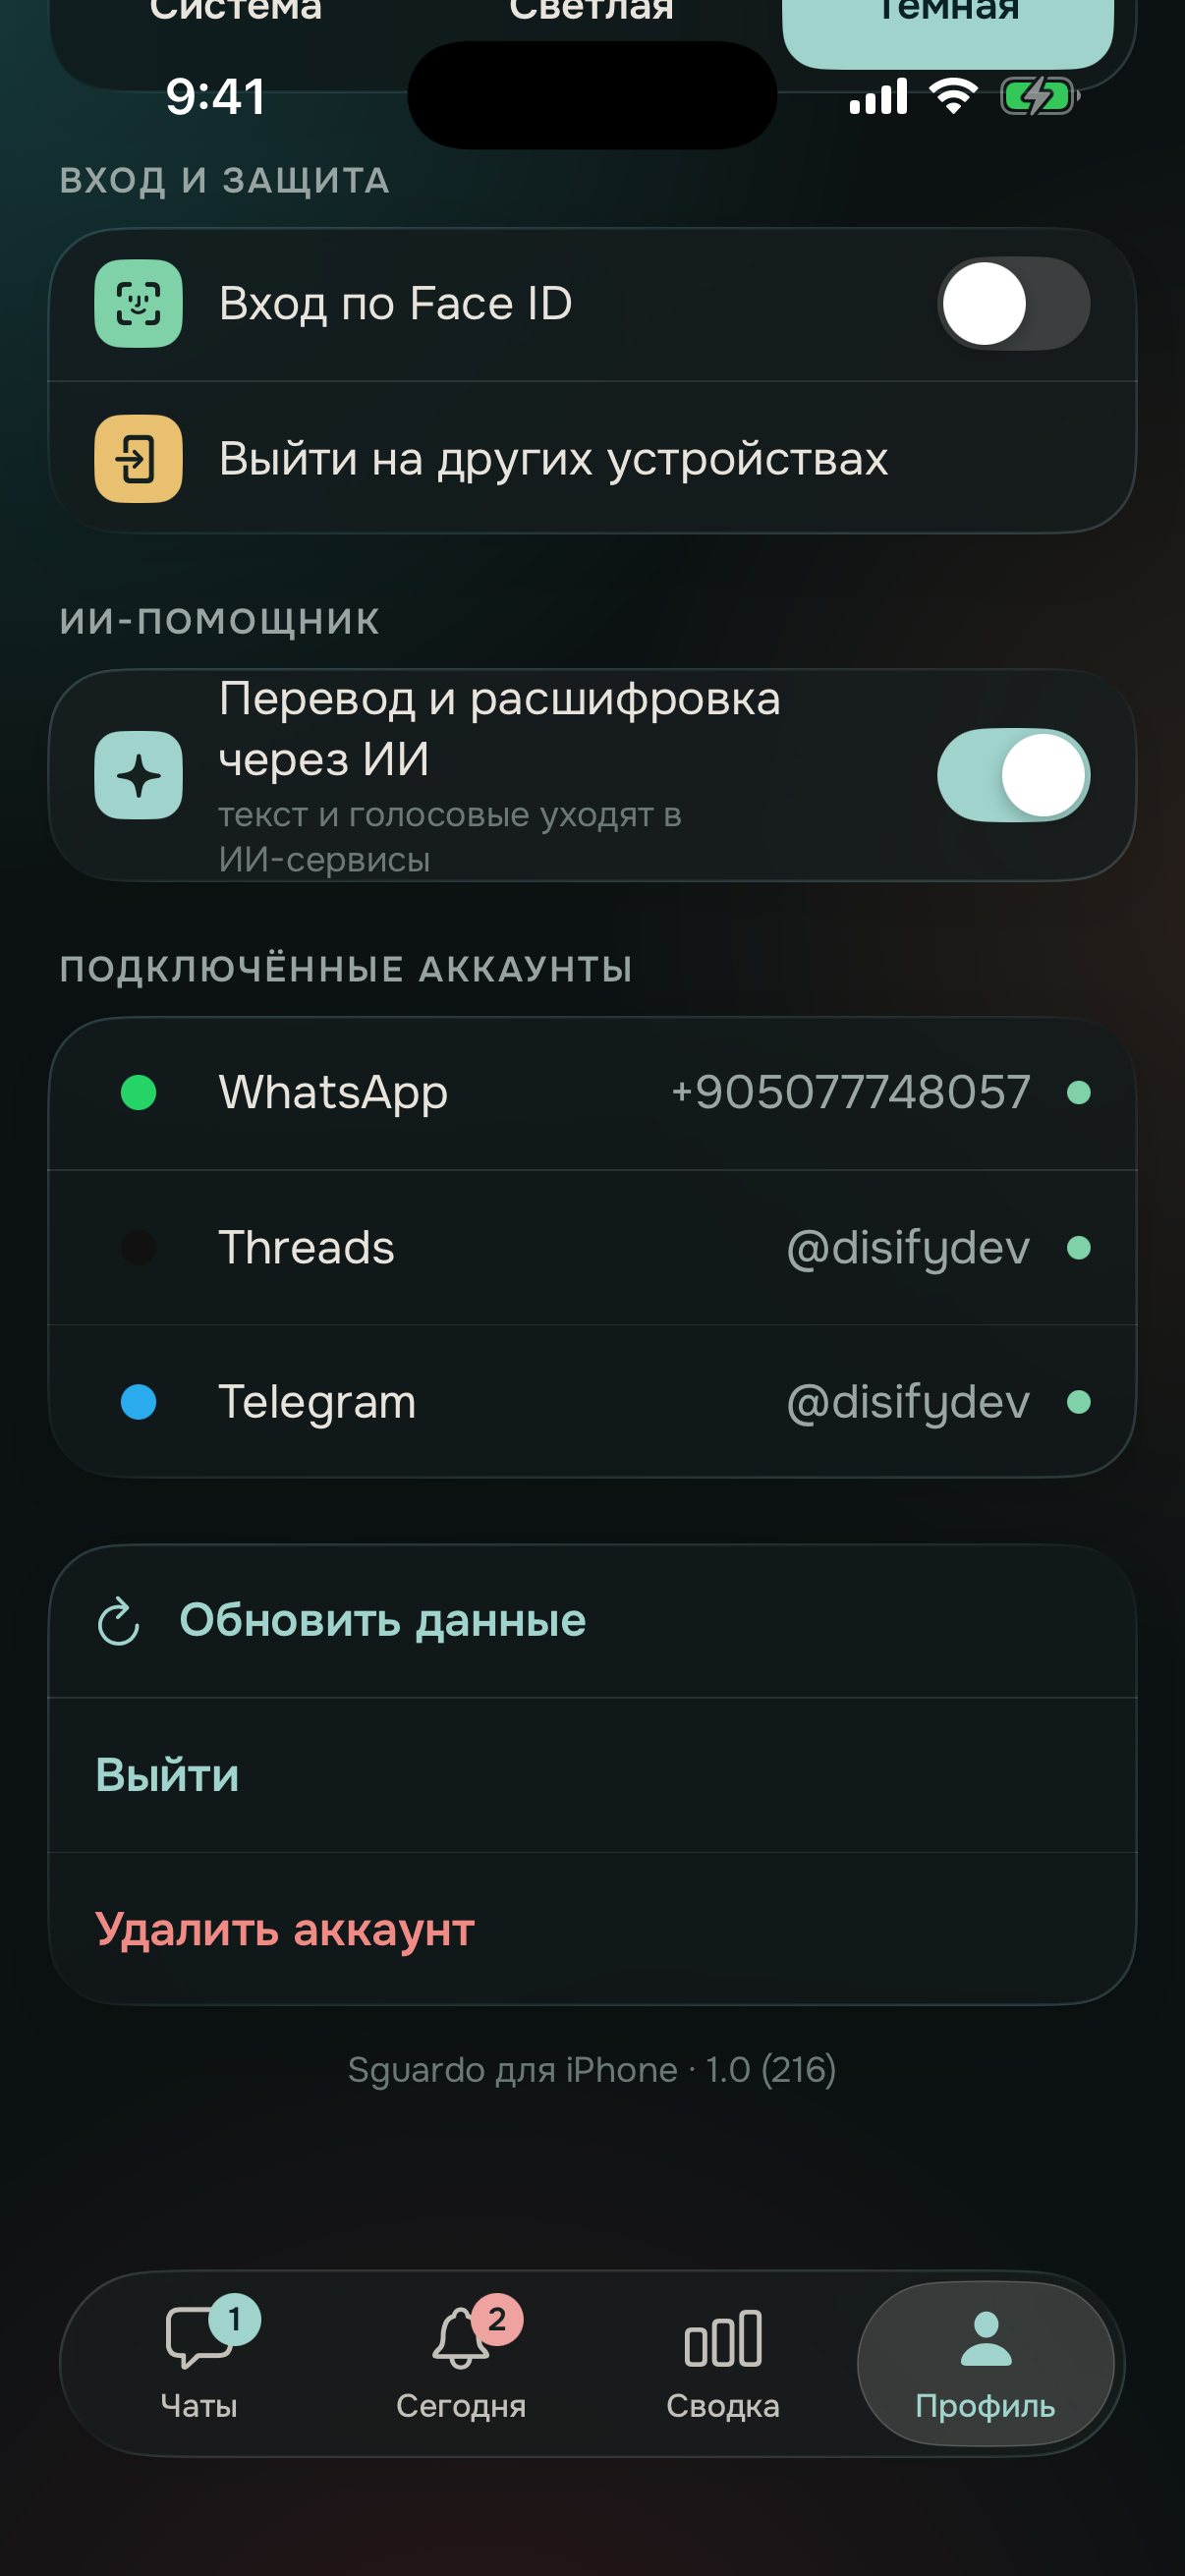 Система Светлая Тёмная
9:41
ВХОД И ЗАЩИТА
Вход по Face ID
Выйти на других устройствах
ИИ-ПОМОЩНИК
Перевод и расшифровка
через ИИ
текст и голосовые уходят в
ИИ-сервисы
ПОДКЛЮЧЁННЫЕ АККАУНТЫ
WhatsApp +905077748057
Threads @disifydev
Telegram @disifydev
Обновить данные
Выйти
Удалить аккаунт
Sguardo для iPhone · 1.0 (216)
1 2
Чаты Сегодня Сводка Профиль